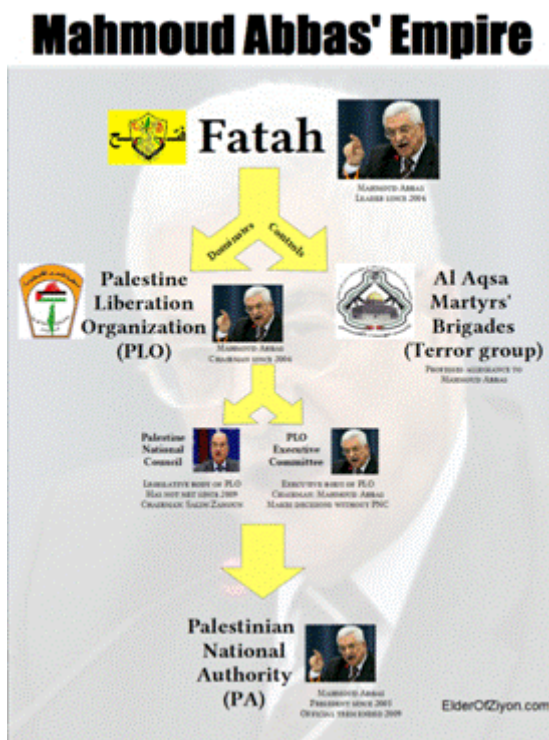 Mahmoud Abbas' Empire
فتح
Fatah
Mahmoud Abbas
Leader since 2004
Dominates
Controls
Palestine
Liberation
Organization
(PLO)
Mahmoud Abbas
Chairman since 2004
Al Aqsa
Martyrs'
Brigades
(Terror group)
Professes allegiance to
Mahmoud Abbas
Palestine
National
Council
Legislative body of PLO
Has not met since 2009
Chairman: Salim Zanoun
PLO
Executive
Committee
Executive body of PLO
Chairman: Mahmoud Abbas
Makes decisions without PNC
Palestinian
National
Authority
(PA)
Mahmoud Abbas
President since 2005
Official term ended 2009
ElderOfZiyon.com